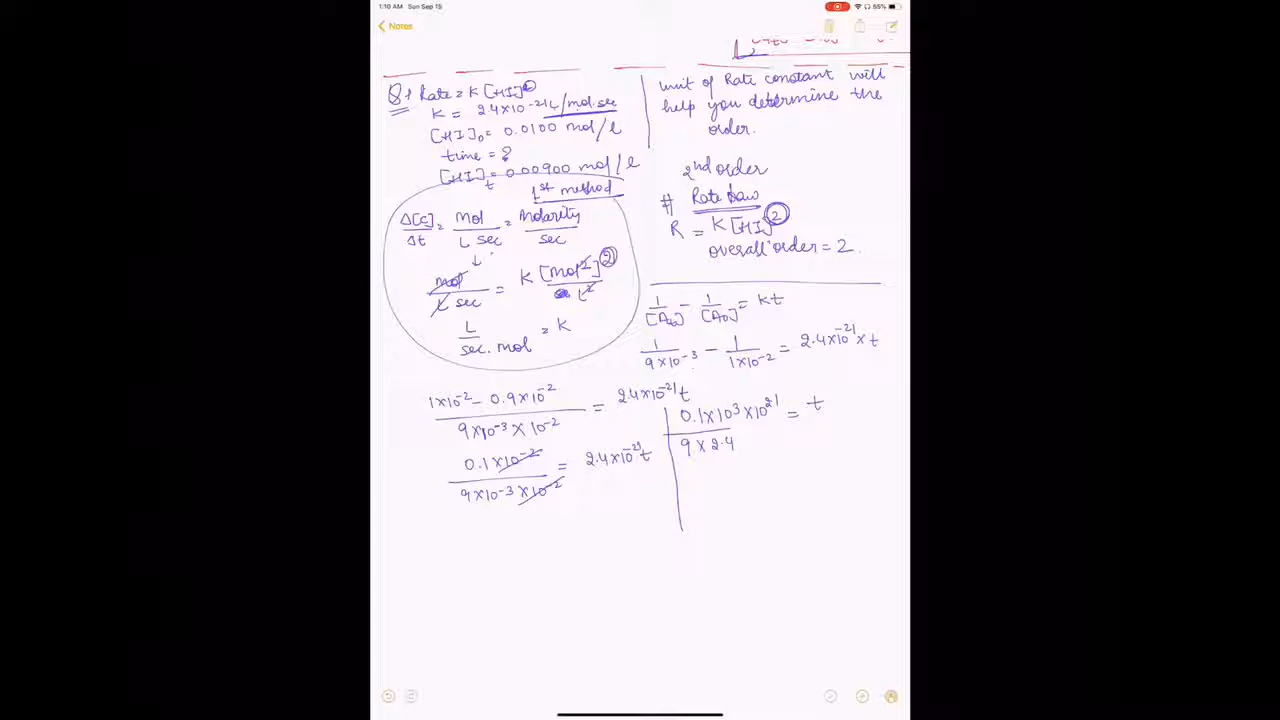 1:10 AM Sun Sep 15
55%
Notes
Q1 Rate = K [HI]²
K = 2.4×10-21 L/mol.sec
[HI]₀ = 0.0100 mol/l
time = ?
[HI]t = 0.00900 mol/l
1st method
Δ[c]/Δt = mol/L sec = Molarity/sec
↓
mol/L sec = K [mol²]②/L²
L/sec.mol = K
unit of Rate constant will
help you determine the
order.
2nd order
# Rate law
R = K [HI]②
overall order = 2
1/[At] - 1/[A0] = Kt
1/9×10-3 - 1/1×10-2 = 2.4×10-21 × t
1×10-2 - 0.9×10-2/9×10-3 × 10-2 = 2.4×10-21 t
0.1×10-2/9×10-3 ×10-2 = 2.4×10-21 t
0.1×10³×10²¹/9×2.4 = t